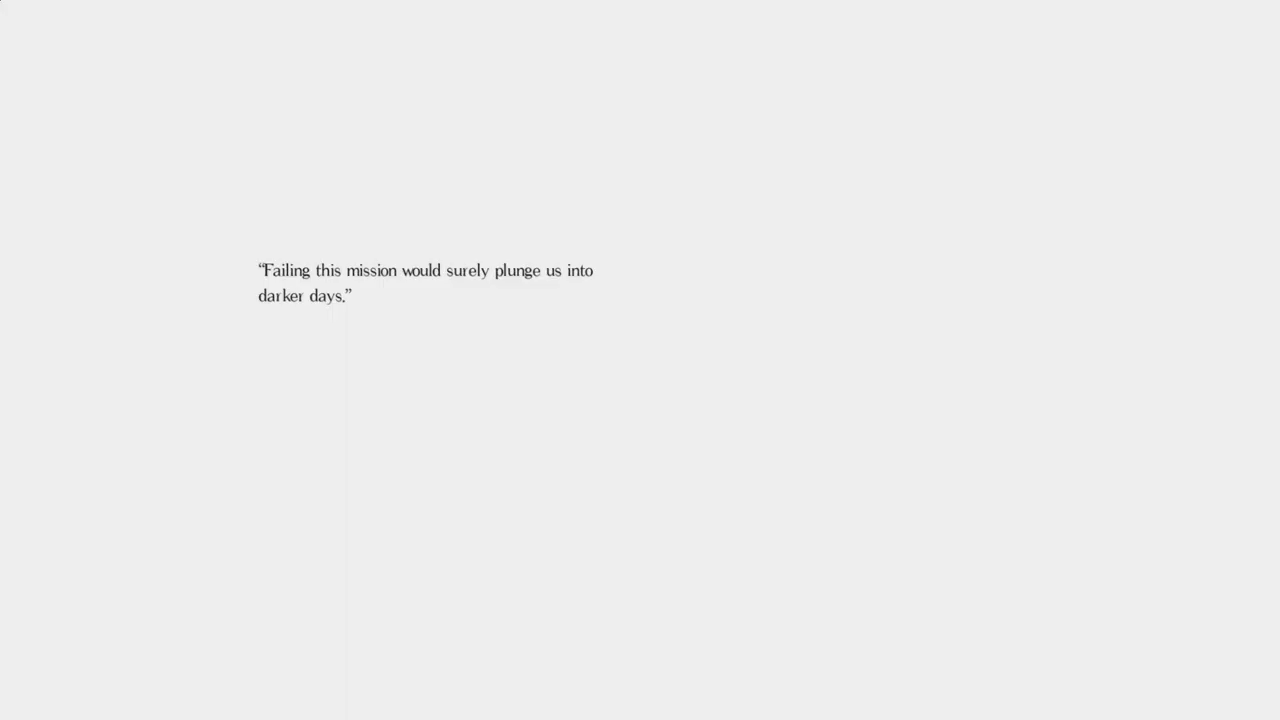 “Failing this mission would surely plunge us into
darker days.”